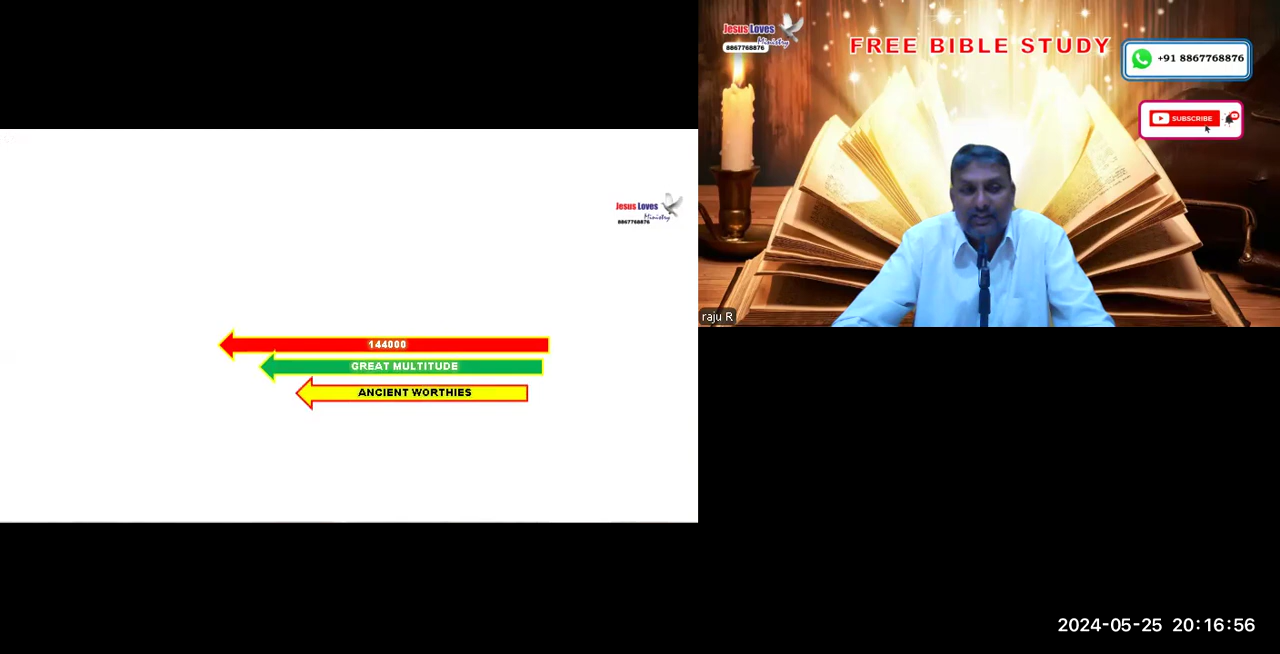 Jesus Loves
Ministry
8867768876
144000
GREAT MULTITUDE
ANCIENT WORTHIES
Jesus Loves
Ministry
8867768876
FREE BIBLE STUDY
+91 8867768876
SUBSCRIBE
raju R
2024-05-25 20:16:56